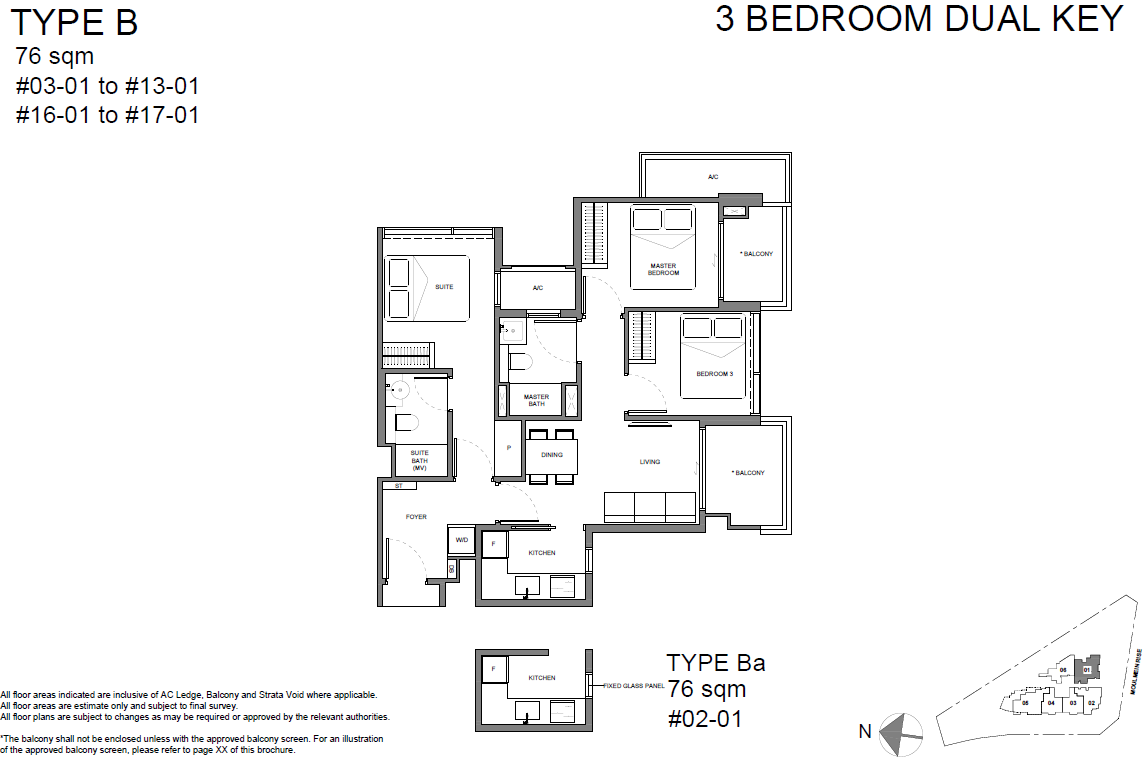 TYPE B
3 BEDROOM DUAL KEY
76 sqm
#03-01 to #13-01
#16-01 to #17-01
A/C
* BALCONY
MASTER
BEDROOM
SUITE
A/C
BEDROOM 3
MASTER
BATH
SUITE
BATH
(MV)
P
DINING
LIVING
* BALCONY
ST
FOYER
W/D
F
KITCHEN
DB
F
KITCHEN
FIXED GLASS PANEL
TYPE Ba
76 sqm
#02-01
06
01
05
04
03
02
MOULMEIN RISE
N
All floor areas indicated are inclusive of AC Ledge, Balcony and Strata Void where applicable.
All floor areas are estimate only and subject to final survey.
All floor plans are subject to changes as may be required or approved by the relevant authorities.
*The balcony shall not be enclosed unless with the approved balcony screen. For an illustration
of the approved balcony screen, please refer to page XX of this brochure.